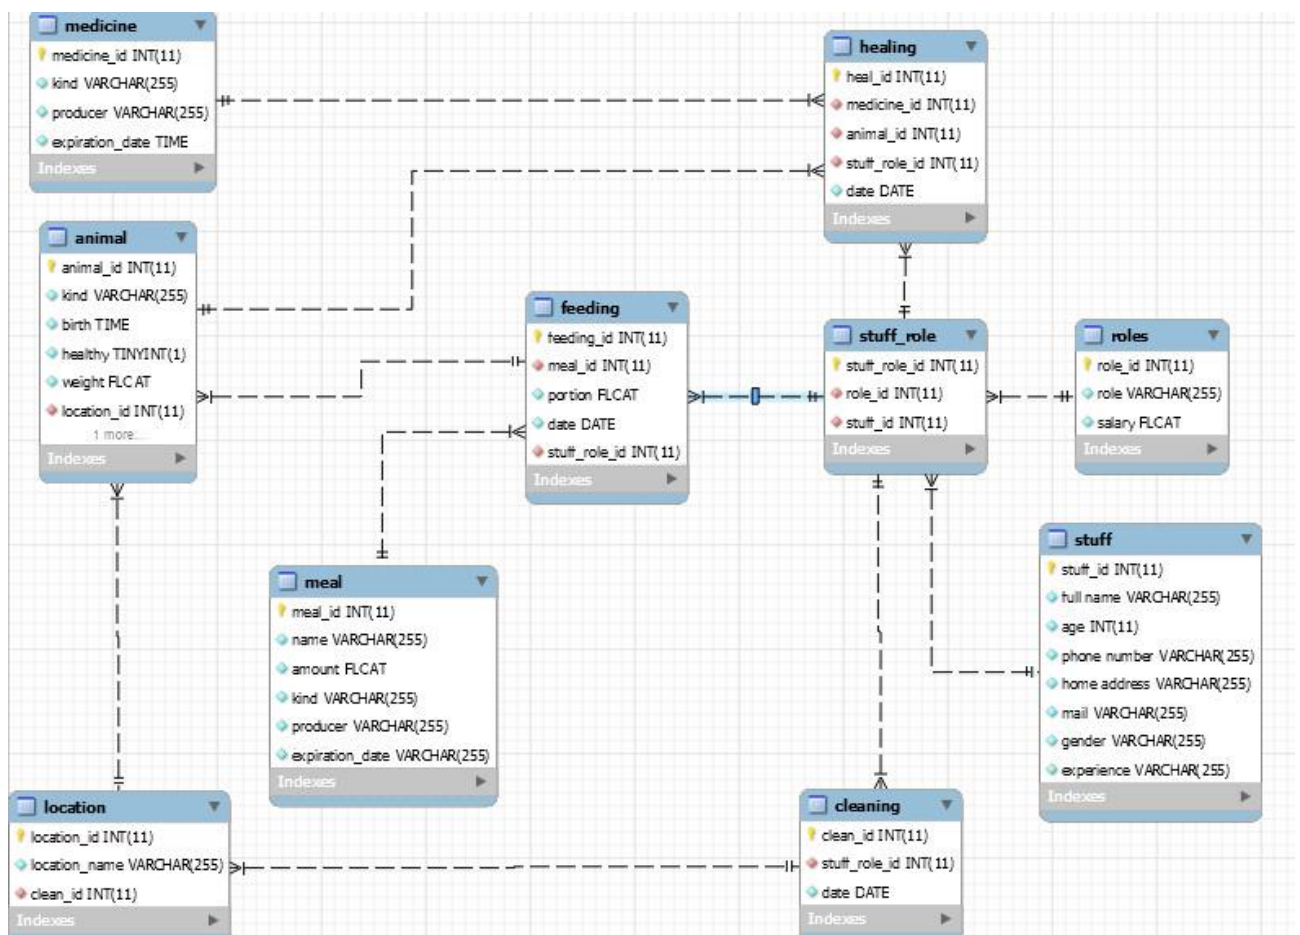 medicine
medicine_id INT(11)
kind VARCHAR(255)
producer VARCHAR(255)
expiration_date TIME
Indexes
healing
heal_id INT(11)
medicine_id INT(11)
animal_id INT(11)
stuff_role_id INT(11)
date DATE
Indexes
animal
animal_id INT(11)
kind VARCHAR(255)
birth TIME
healthy TINYINT(1)
weight FLOAT
location_id INT(11)
1 more...
Indexes
feeding
feeding_id INT(11)
meal_id INT(11)
portion FLOAT
date DATE
stuff_role_id INT(11)
Indexes
stuff_role
stuff_role_id INT(11)
role_id INT(11)
stuff_id INT(11)
Indexes
roles
role_id INT(11)
role VARCHAR(255)
salary FLOAT
Indexes
meal
meal_id INT(11)
name VARCHAR(255)
amount FLOAT
kind VARCHAR(255)
producer VARCHAR(255)
expiration_date VARCHAR(255)
Indexes
stuff
stuff_id INT(11)
full name VARCHAR(255)
age INT(11)
phone number VARCHAR(255)
home address VARCHAR(255)
mail VARCHAR(255)
gender VARCHAR(255)
experience VARCHAR(255)
Indexes
location
location_id INT(11)
location_name VARCHAR(255)
clean_id INT(11)
Indexes
cleaning
clean_id INT(11)
stuff_role_id INT(11)
date DATE
Indexes